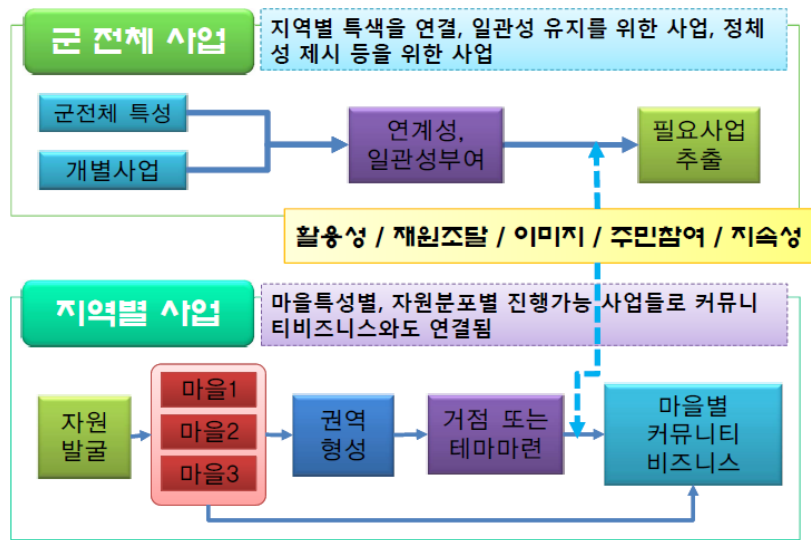 군 전체 사업
지역별 특색을 연결, 일관성 유지를 위한 사업, 정체
성 제시 등을 위한 사업
군전체 특성
개별사업
연계성,
일관성부여
필요사업
추출
활용성 / 재원조달 / 이미지 / 주민참여 / 지속성
지역별 사업
마을특성별, 자원분포별 진행가능 사업들로 커뮤니
티비즈니스와도 연결됨
자원
발굴
마을1
마을2
마을3
권역
형성
거점 또는
테마마련
마을별
커뮤니티
비즈니스